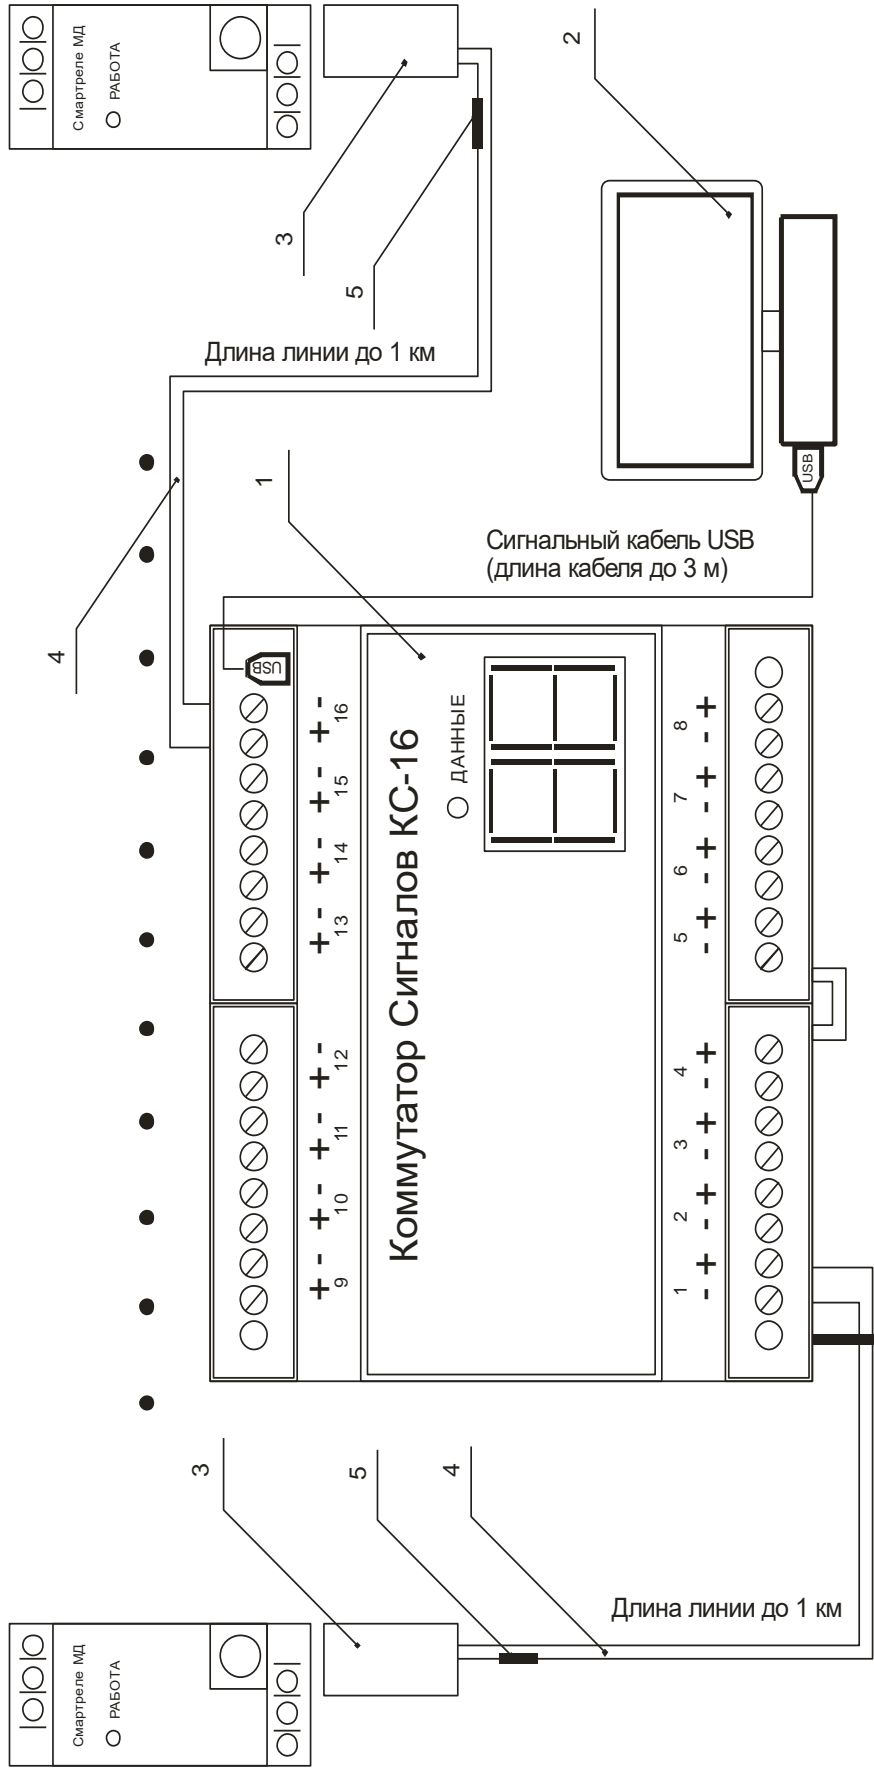 Смартреле МД
РАБОТА
3
5
2
Длина линии до 1 км
4
1
USB
Сигнальный кабель USB
(длина кабеля до 3 м)
USB
Коммутатор Сигналов КС-16
ДАННЫЕ
+ - + - + - + - + - + - + - + -
9 10 11 12 13 14 15 16
1 2 3 4 5 6 7 8
- + - + - + - + - + - + - + - +
3
5
4
Длина линии до 1 км
Смартреле МД
РАБОТА